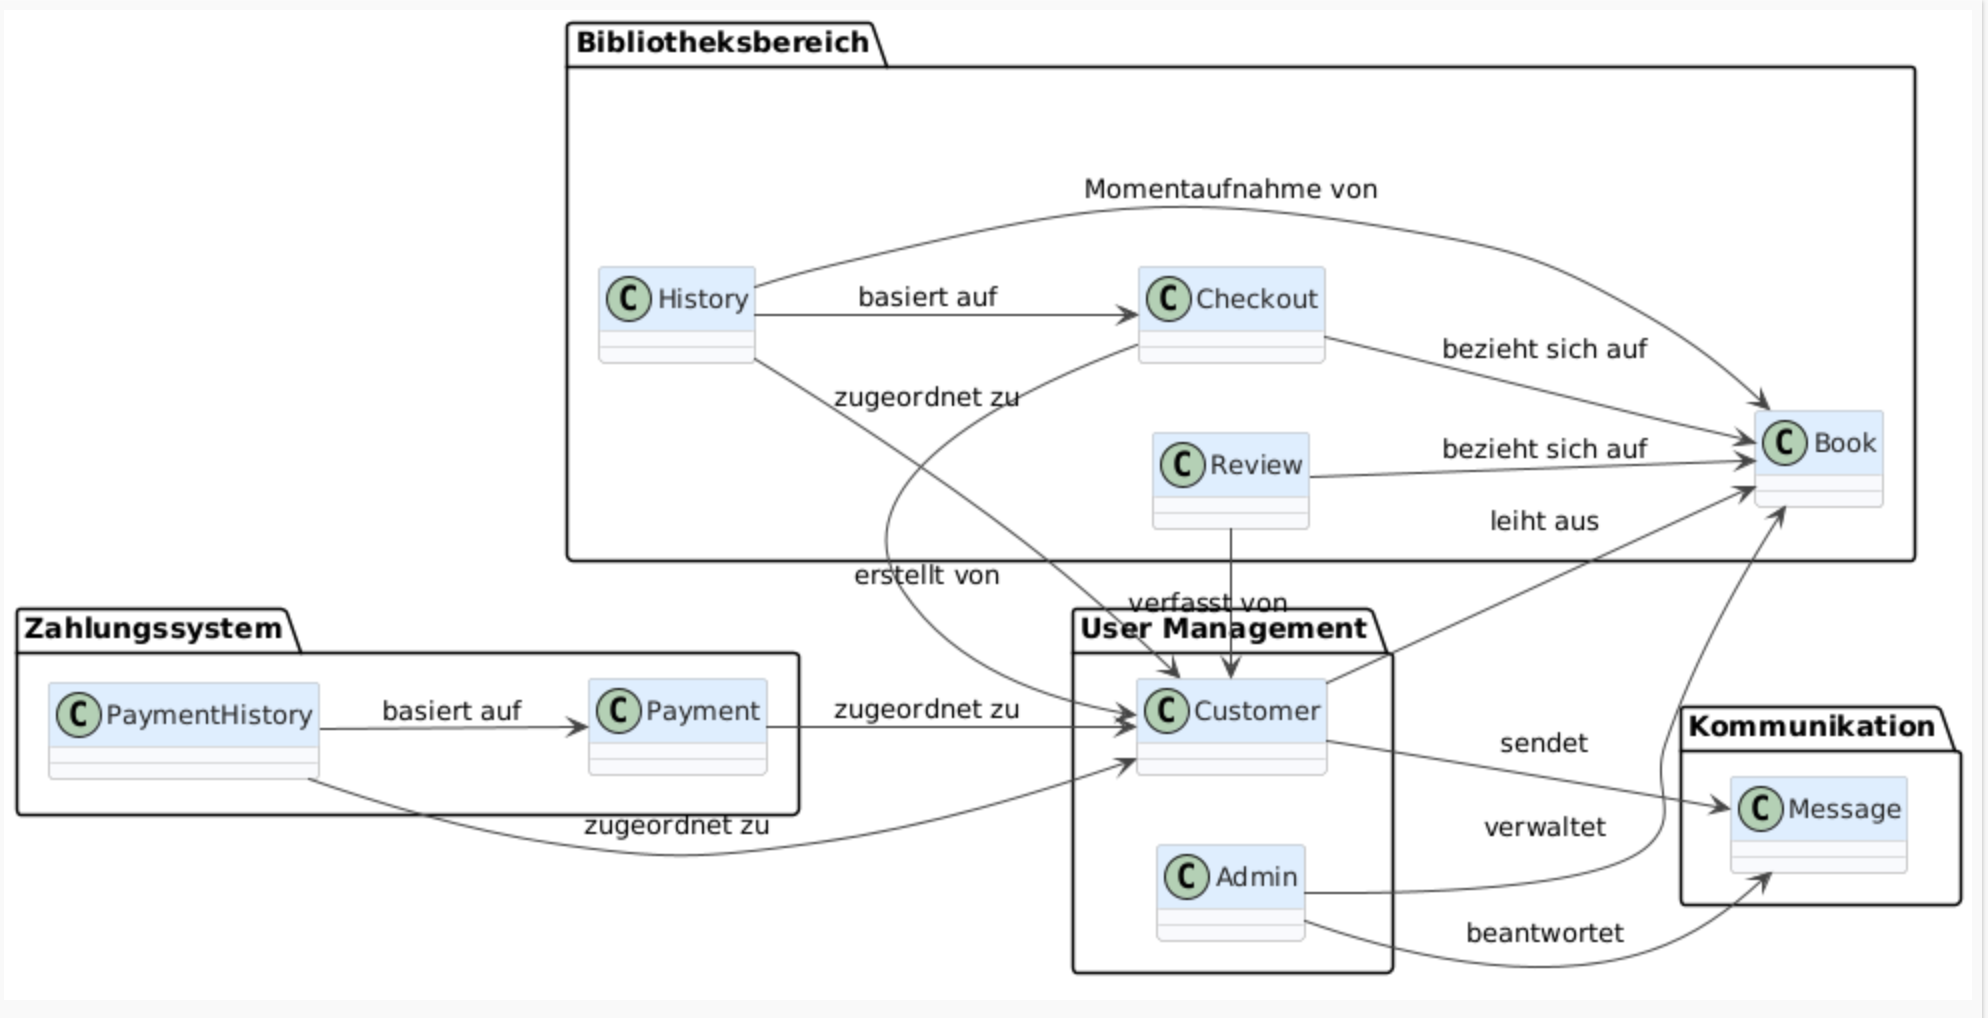 Bibliotheksbereich
Momentaufnahme von
C History
basiert auf
C Checkout
bezieht sich auf
zugeordnet zu
C Review
bezieht sich auf
C Book
leiht aus
erstellt von
verfasst von
Zahlungssystem
User Management
C PaymentHistory
basiert auf
C Payment
zugeordnet zu
C Customer
sendet
Kommunikation
C Message
zugeordnet zu
verwaltet
C Admin
beantwortet